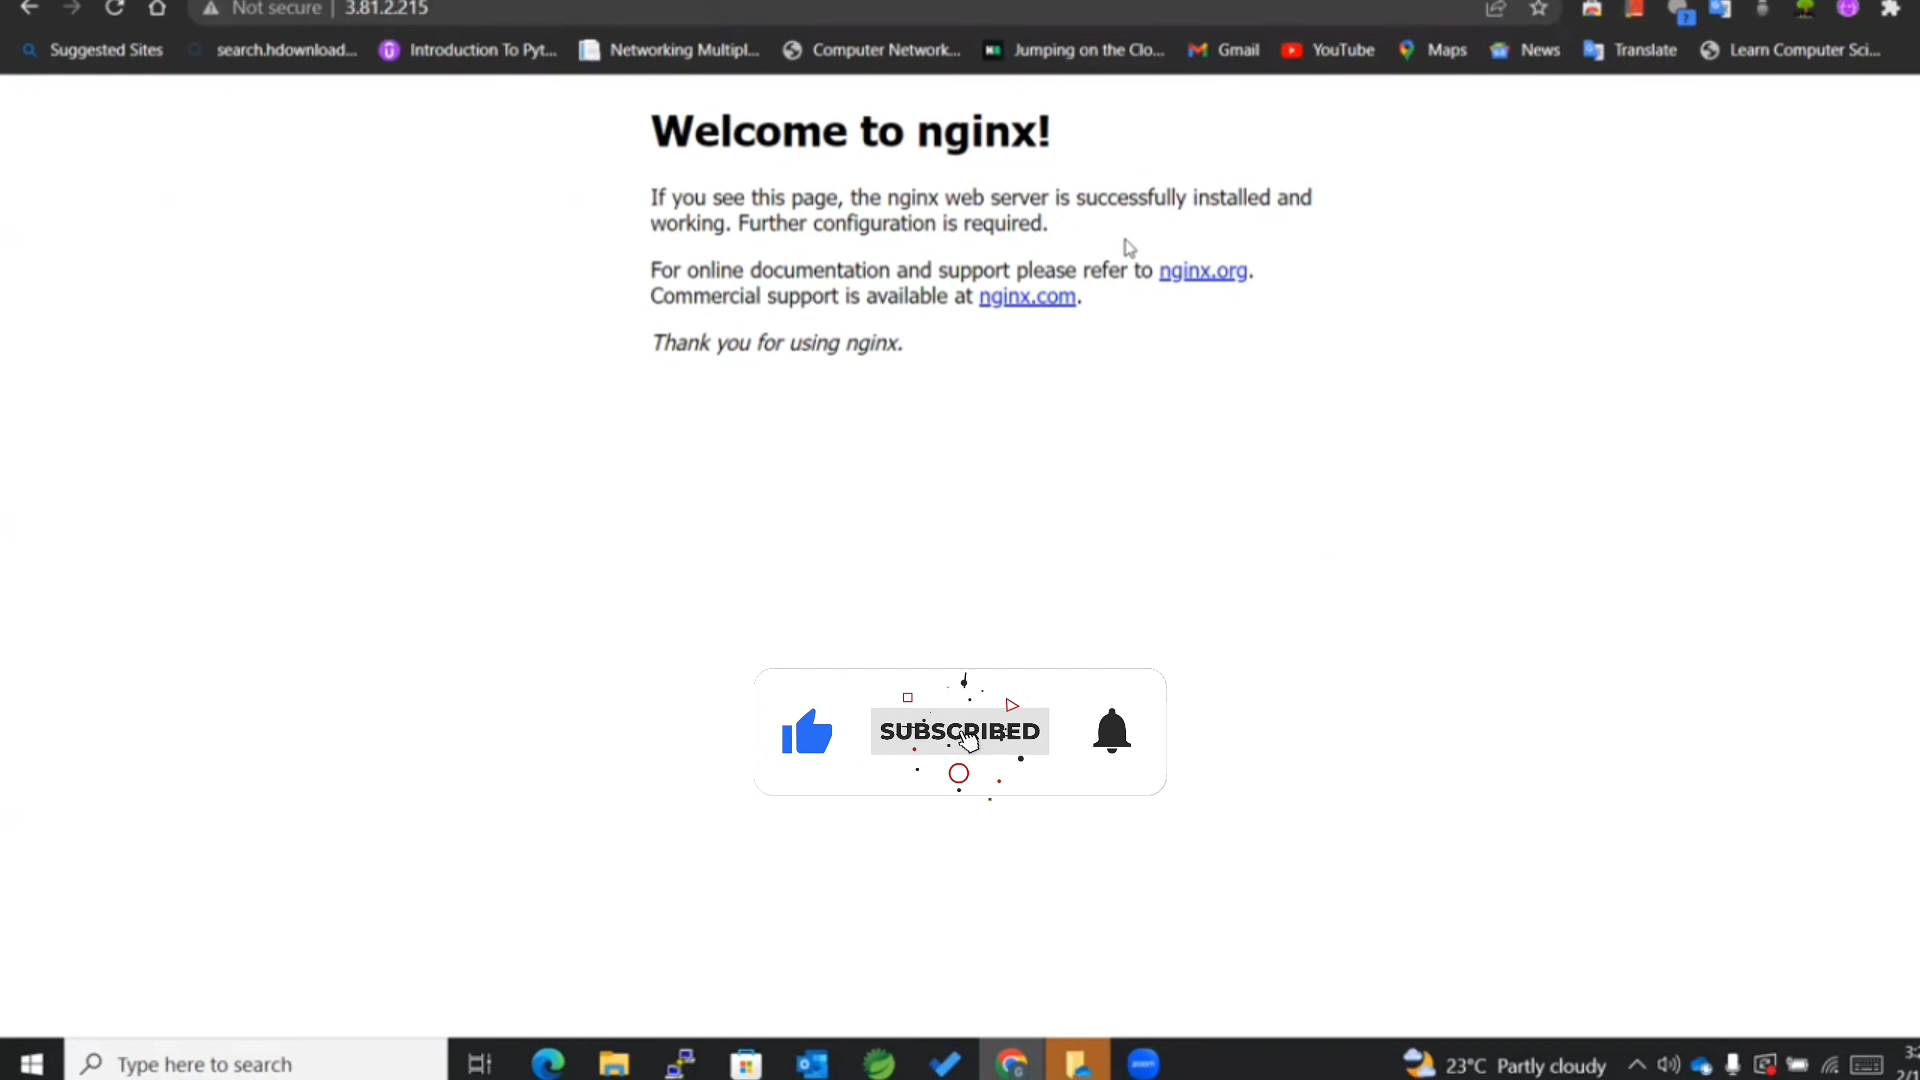 Not secure | 3.81.2.215
Suggested Sites search.hdownload... Introduction To Pyt... Networking Multipl... Computer Network... Jumping on the Clo... Gmail YouTube Maps News Translate Learn Computer Sci...
Welcome to nginx!
If you see this page, the nginx web server is successfully installed and
working. Further configuration is required.
For online documentation and support please refer to nginx.org.
Commercial support is available at nginx.com.
Thank you for using nginx.
SUBSCRIBED
Type here to search
zoom
23°C Partly cloudy